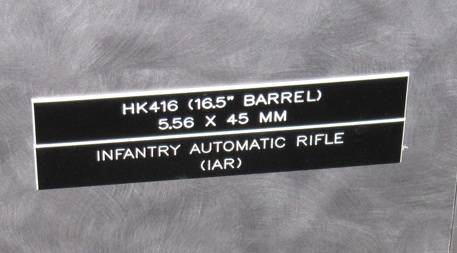 HK416 (16.5" BARREL)
5.56 X 45 MM
INFANTRY AUTOMATIC RIFLE
(IAR)